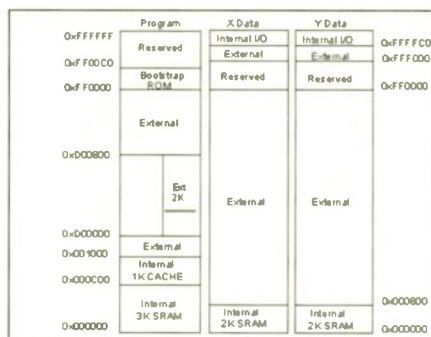 Program
X Data
Y Data
0xFFFFFF
Reserved
Internal I/O
Internal I/O
0xFFFFC0
External
External
0xFFF000
0xFF00C0
Bootstrap
ROM
Reserved
Reserved
0xFF0000
0xFF0000
External
0xD00800
Ext
2K
External
External
0xD00000
External
0x001000
Internal
1K CACHE
0x000C00
0x000800
Internal
3K SRAM
Internal
2K SRAM
Internal
2K SRAM
0x000000
0x000000